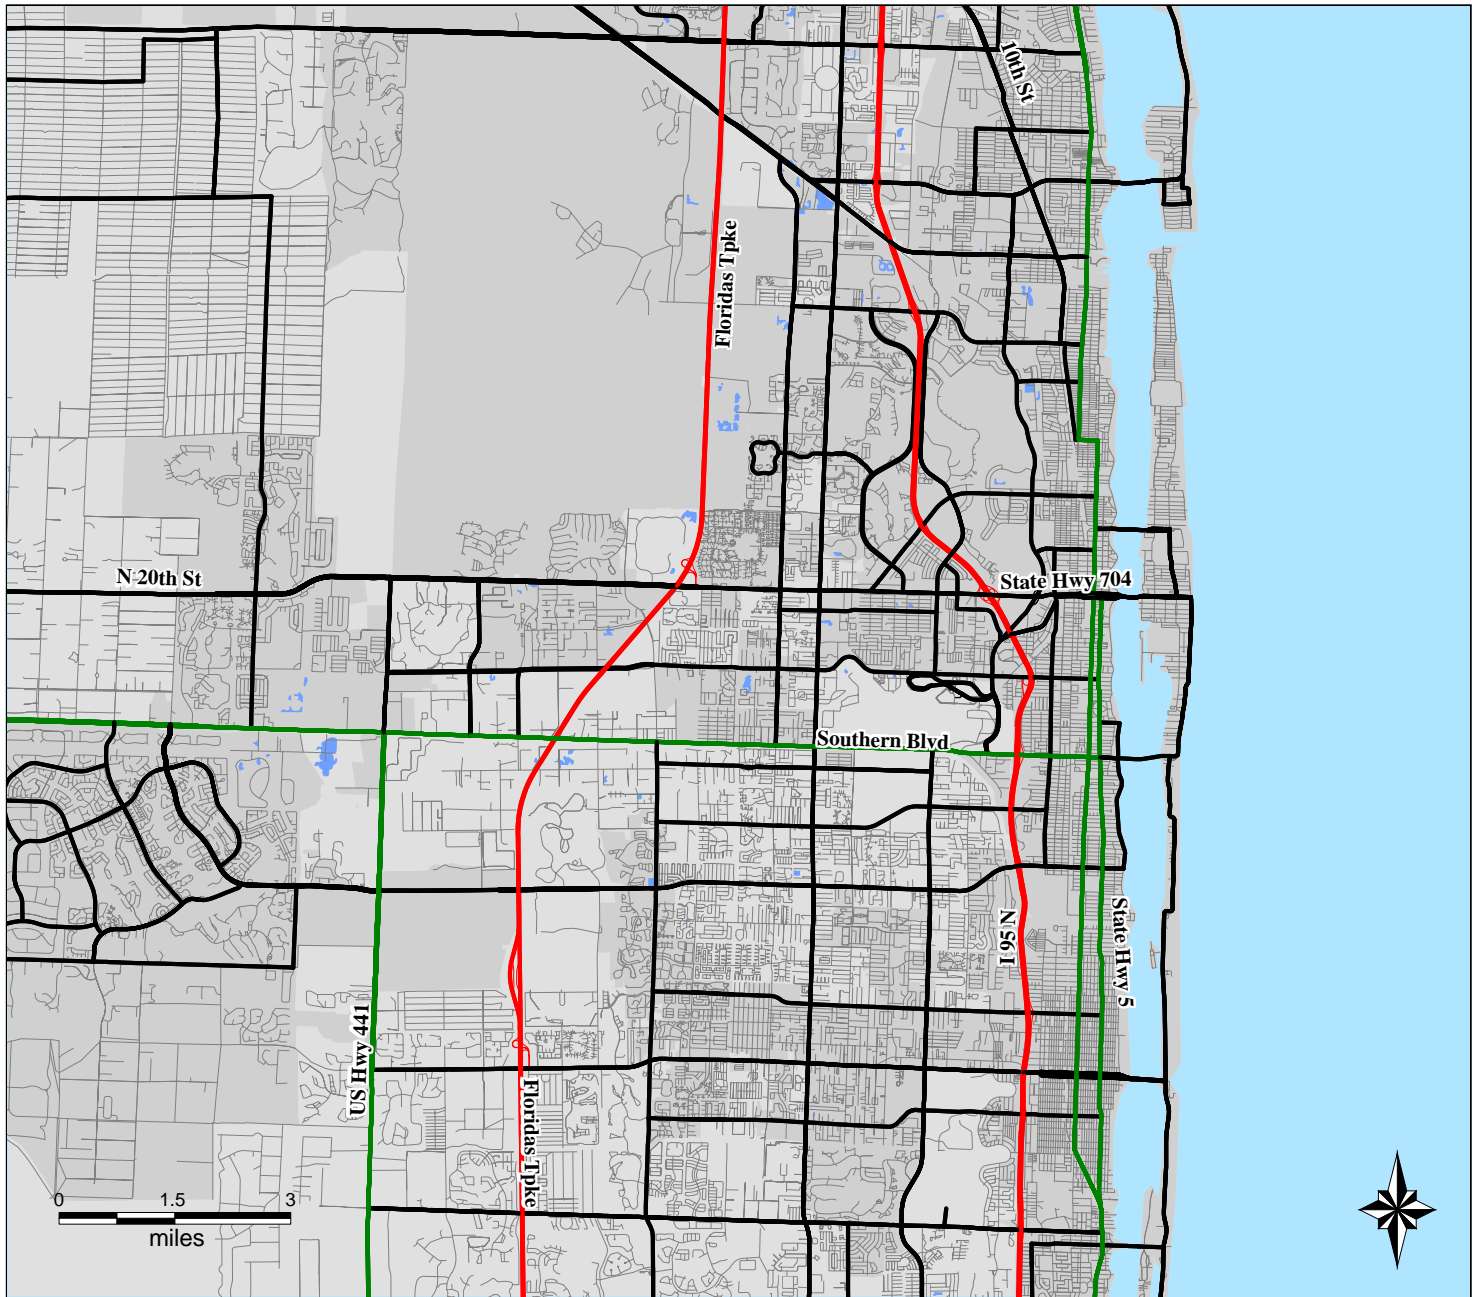 10th St
Floridas Tpke
N 20th St
State Hwy 704
Southern Blvd
I 95 N
State Hwy 5
US Hwy 441
Floridas Tpke
0 1.5 3
miles